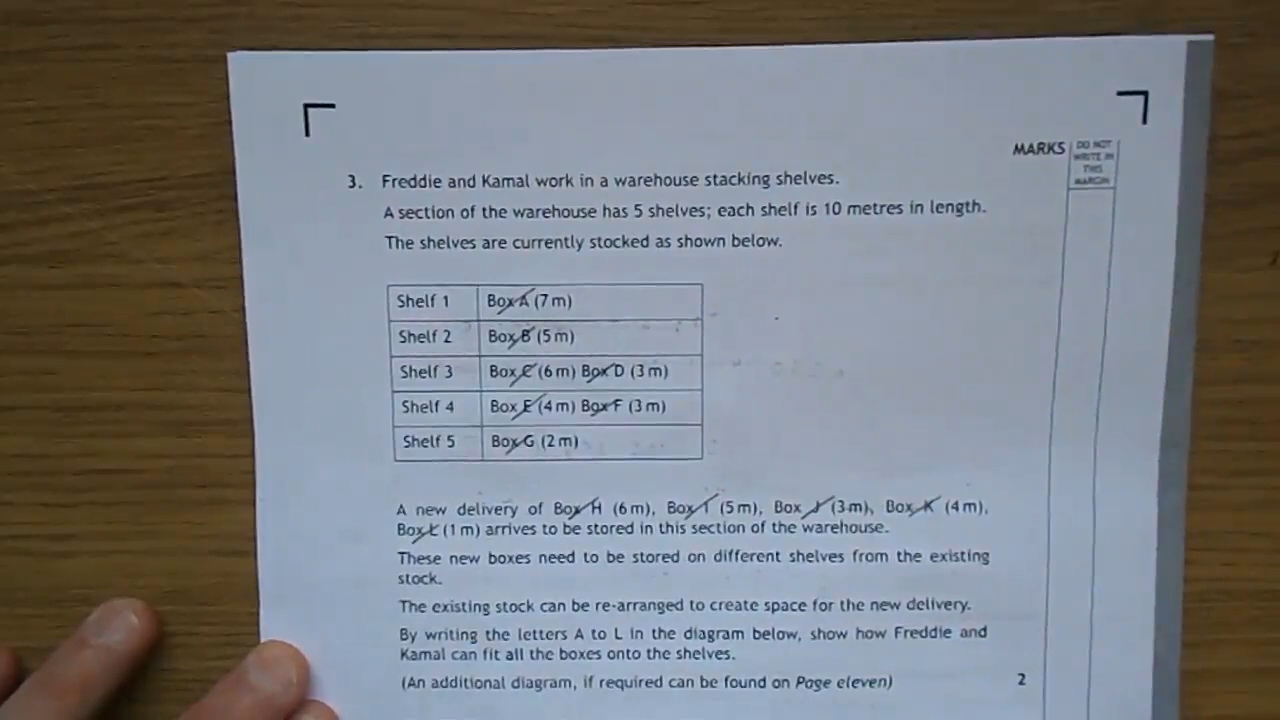 MARKS
DO NOT
WRITE IN
THIS
MARGIN
3. Freddie and Kamal work in a warehouse stacking shelves.
A section of the warehouse has 5 shelves; each shelf is 10 metres in length.
The shelves are currently stocked as shown below.
Shelf 1 Box A (7 m)
Shelf 2 Box B (5 m)
Shelf 3 Box C (6 m) Box D (3 m)
Shelf 4 Box E (4 m) Box F (3 m)
Shelf 5 Box G (2 m)
A new delivery of Box H (6 m), Box I (5 m), Box J (3 m), Box K (4 m),
Box L (1 m) arrives to be stored in this section of the warehouse.
These new boxes need to be stored on different shelves from the existing
stock.
The existing stock can be re-arranged to create space for the new delivery.
By writing the letters A to L in the diagram below, show how Freddie and
Kamal can fit all the boxes onto the shelves.
(An additional diagram, if required can be found on Page eleven) 2